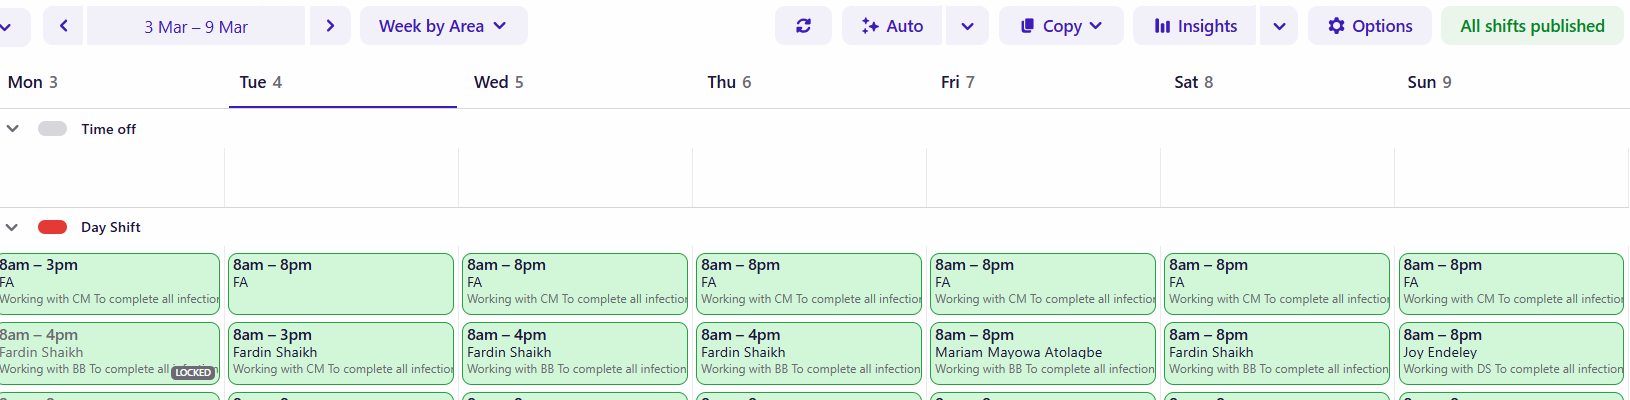 3 Mar – 9 Mar
Week by Area
Auto
Copy
Insights
Options
All shifts published
Mon 3
Tue 4
Wed 5
Thu 6
Fri 7
Sat 8
Sun 9
Time off
Day Shift
8am – 3pm
FA
Working with CM To complete all infection
8am – 8pm
FA
8am – 8pm
FA
Working with CM To complete all infection
8am – 8pm
FA
Working with CM To complete all infection
8am – 8pm
FA
Working with CM To complete all infection
8am – 8pm
FA
Working with CM To complete all infection
8am – 8pm
FA
Working with CM To complete all infection
8am – 4pm
Fardin Shaikh
Working with BB To complete all infection
LOCKED
8am – 3pm
Fardin Shaikh
Working with CM To complete all infection
8am – 4pm
Fardin Shaikh
Working with BB To complete all infection
8am – 4pm
Fardin Shaikh
Working with BB To complete all infection
8am – 8pm
Mariam Mayowa Atolagbe
Working with BB To complete all infection
8am – 8pm
Fardin Shaikh
Working with BB To complete all infection
8am – 8pm
Joy Endeley
Working with DS To complete all infection